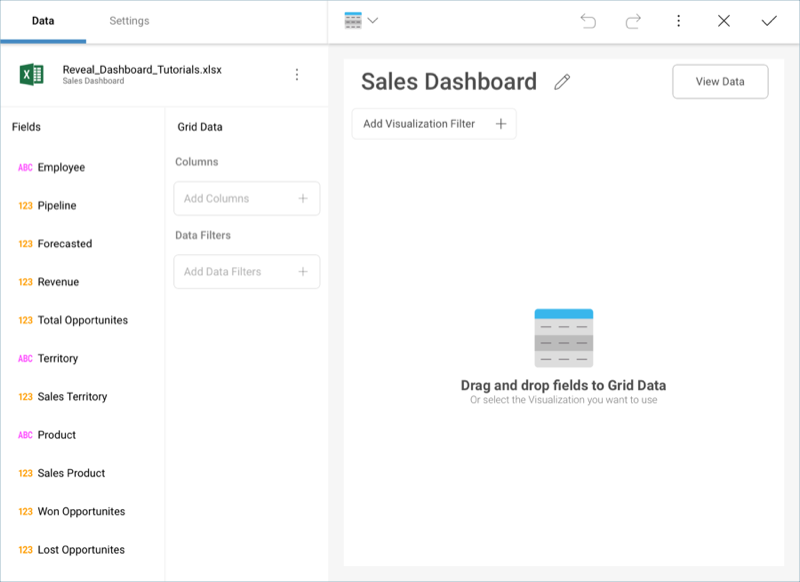 Data
Settings
Reveal_Dashboard_Tutorials.xlsx
Sales Dashboard
Fields
ABC Employee
123 Pipeline
123 Forecasted
123 Revenue
123 Total Opportunites
ABC Territory
123 Sales Territory
ABC Product
123 Sales Product
123 Won Opportunites
123 Lost Opportunites
Grid Data
Columns
Add Columns
Data Filters
Add Data Filters
Sales Dashboard
View Data
Add Visualization Filter
Drag and drop fields to Grid Data
Or select the Visualization you want to use